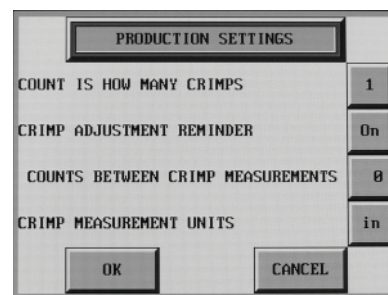 PRODUCTION SETTINGS
COUNT IS HOW MANY CRIMPS 1
CRIMP ADJUSTMENT REMINDER On
COUNTS BETWEEN CRIMP MEASUREMENTS 0
CRIMP MEASUREMENT UNITS in
OK CANCEL